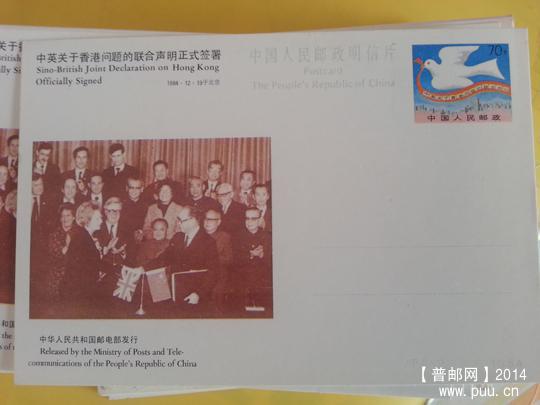 中英关于香港问题的联合声明正式签署
Sino-British Joint Declaration on Hong Kong
Officially Signed
1984·12·19于北京
中国人民邮政明信片
Postcard
The People's Republic of China
70分
中国人民邮政
中华人民共和国邮电部发行
Released by the Ministry of Posts and Tele-
communications of the People's Republic of China
【普邮网】2014
www.puu.cn